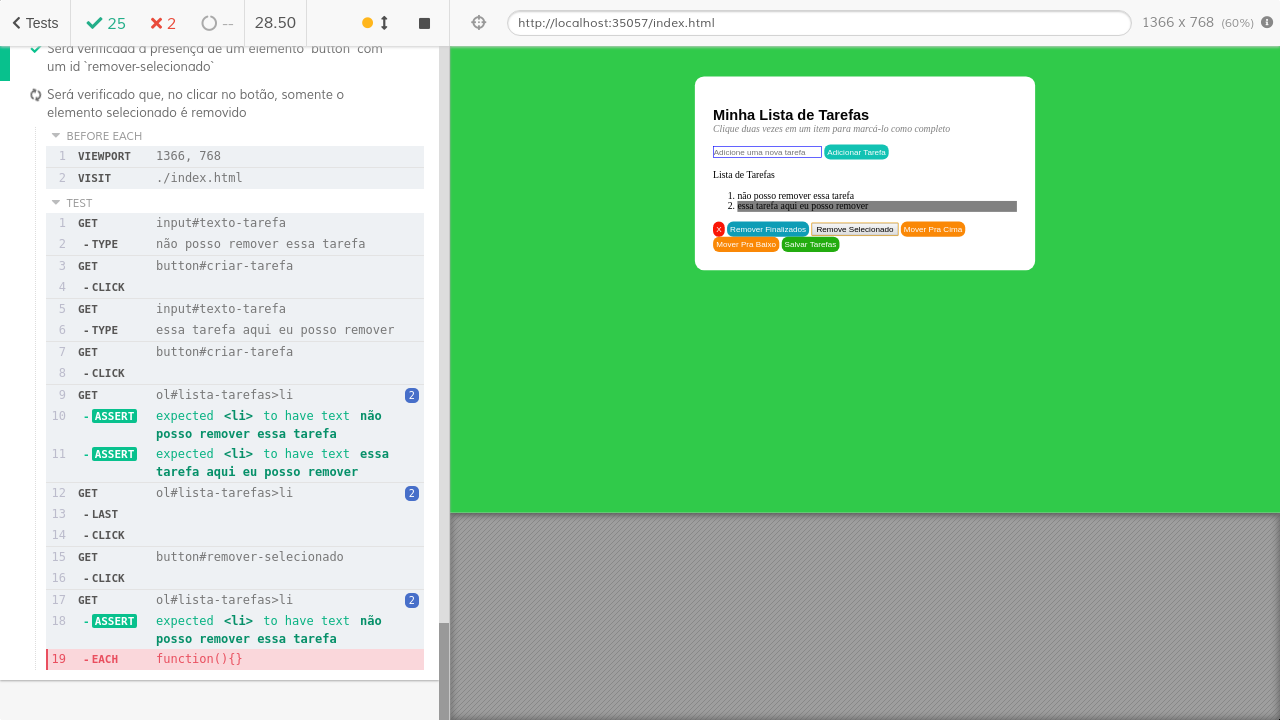 Tests
25
2
--
28.50
http://localhost:35057/index.html
1366 x 768 (60%)
Será verificada a presença de um elemento `button` com
um id `remover-selecionado`
Será verificado que, no clicar no botão, somente o
elemento selecionado é removido
BEFORE EACH
1 VIEWPORT 1366, 768
2 VISIT ./index.html
TEST
1 GET input#texto-tarefa
2 -TYPE não posso remover essa tarefa
3 GET button#criar-tarefa
4 -CLICK
5 GET input#texto-tarefa
6 -TYPE essa tarefa aqui eu posso remover
7 GET button#criar-tarefa
8 -CLICK
9 GET ol#lista-tarefas>li 2
10 -ASSERT expected <li> to have text não
posso remover essa tarefa
11 -ASSERT expected <li> to have text essa
tarefa aqui eu posso remover
12 GET ol#lista-tarefas>li 2
13 -LAST
14 -CLICK
15 GET button#remover-selecionado
16 -CLICK
17 GET ol#lista-tarefas>li 2
18 -ASSERT expected <li> to have text não
posso remover essa tarefa
19 -EACH function(){}
Minha Lista de Tarefas
Clique duas vezes em um item para marcá-lo como completo
Adicione uma nova tarefa Adicionar Tarefa
Lista de Tarefas
1. não posso remover essa tarefa
2. essa tarefa aqui eu posso remover
X Remover Finalizados Remove Selecionado Mover Pra Cima
Mover Pra Baixo Salvar Tarefas